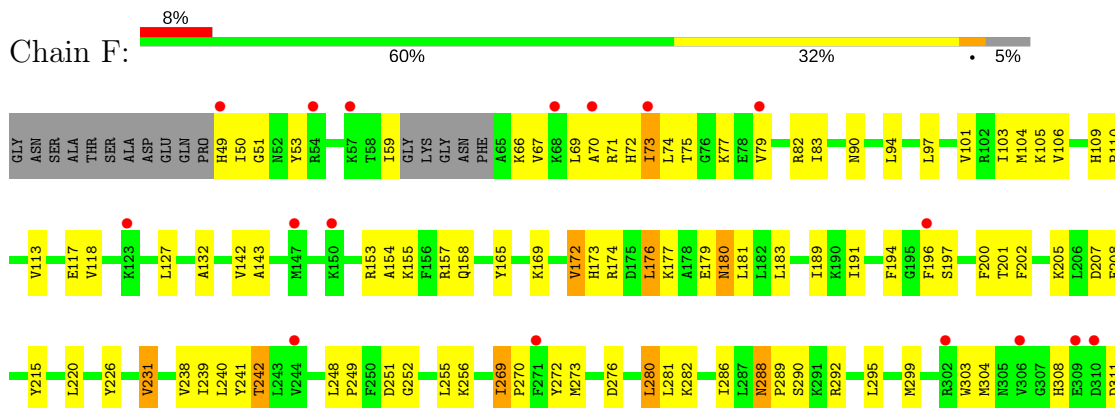 8%
Chain F:
60% 32% • 5%
GLY ASN SER ALA THR SER ALA ASP GLU GLN PRO H49 I50 G51 N52 Y53 R54 K57 T58 I59 GLY LYS GLY ASN PHE A65 K66 V67 K68 L69 A70 R71 H72 I73 L74 T75 G76 K77 E78 V79 R82 I83 N90 L94 L97 V101 R102 I103 M104 K105 V106 H109
V113 E117 V118 K123 L127 A132 V142 A143 M147 K150 R153 A154 K155 F156 R157 Q158 Y165 K169 V172 H173 R174 D175 L176 K177 A178 E179 N180 L181 L182 L183 I189 K190 I191 F194 G195 F196 S197 F200 T201 F202 K205 L206 D207
Y215 L220 Y226 V231 V238 I239 L240 Y241 T242 L243 V244 L248 P249 F250 D251 G252 L255 K256 I269 P270 F271 Y272 M273 D276 L280 L281 K282 I286 L287 N288 P289 S290 K291 R292 L295 M299 R302 W303 M304 N305 V306 G307 H308 E309 D310